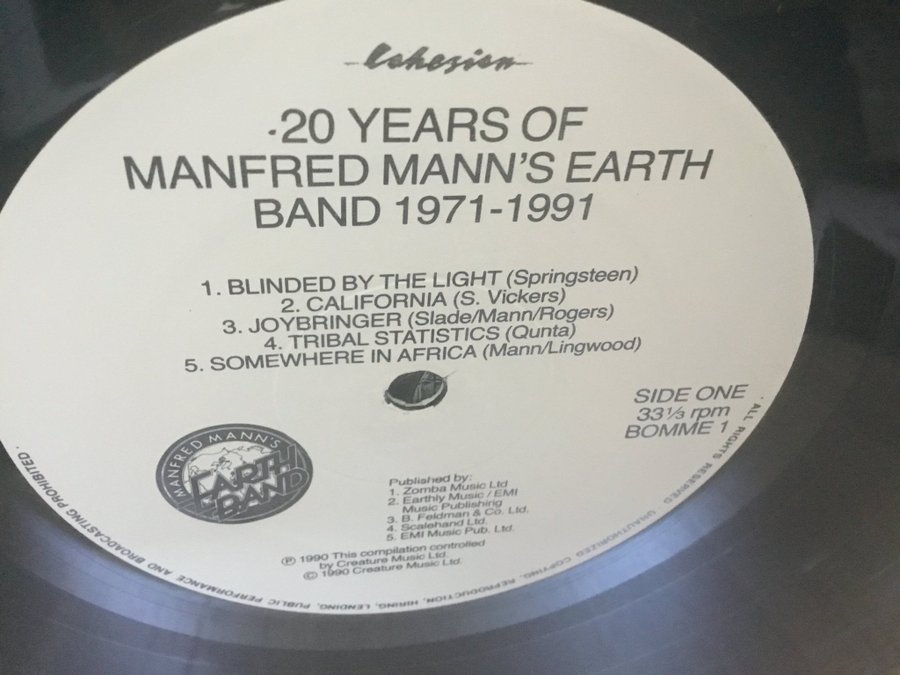 Cohesion
20 YEARS OF
MANFRED MANN'S EARTH
BAND 1971-1991
1. BLINDED BY THE LIGHT (Springsteen)
2. CALIFORNIA (S. Vickers)
3. JOYBRINGER (Slade/Mann/Rogers)
4. TRIBAL STATISTICS (Qunta)
5. SOMEWHERE IN AFRICA (Mann/Lingwood)
SIDE ONE
33⅓ rpm
BOMME 1
MANFRED MANN'S
EARTH
BAND
Published by:
1. Zomba Music Ltd
2. Earthly Music / EMI
Music Publishirig
3. B. Feldman & Co. Ltd.
4. Scalehand Ltd.
5. EMI Music Pub. Ltd.
℗ 1990 This compilation controlled
by Creature Music Ltd.
© 1990 Creature Music Ltd.
· ALL RIGHTS RESERVED · UNAUTHORIZED COPYING, REPRODUCTION, HIRING, LENDING, PUBLIC PERFORMANCE AND BROADCASTING PROHIBITED ·